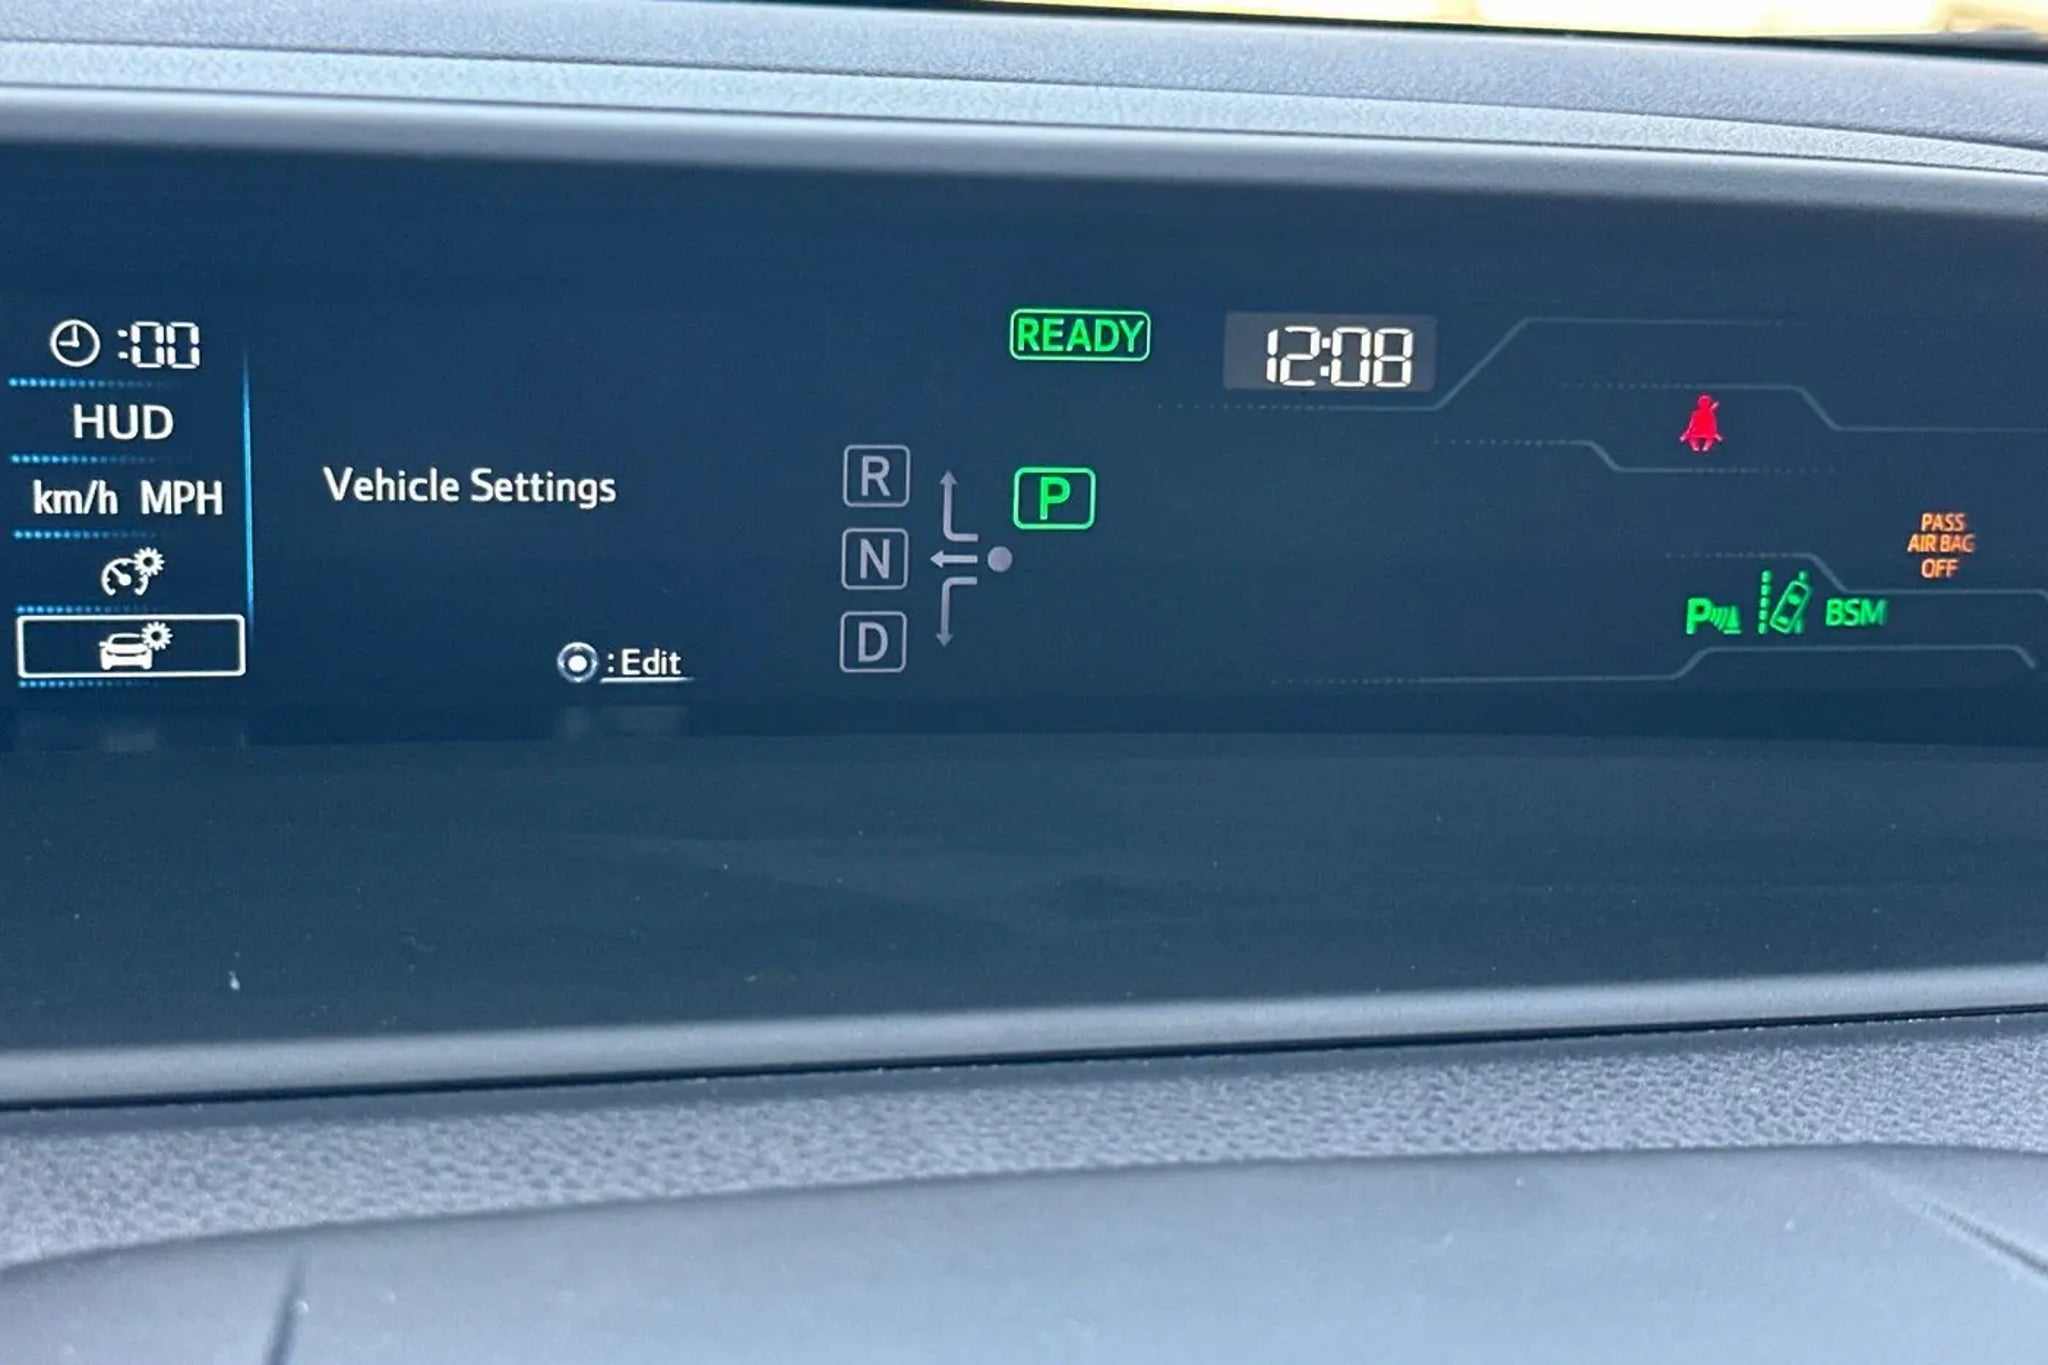 :00
HUD
km/h MPH
Vehicle Settings
:Edit
READY
12:08
R
N
D
P
PASS
AIR BAG
OFF
P
BSM